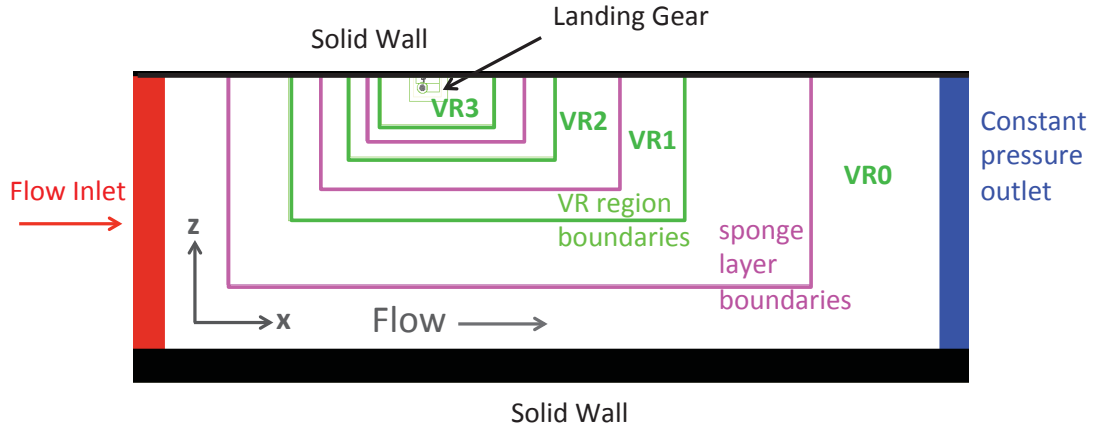 Landing Gear
Solid Wall
VR3
VR2
VR1
VR0
Constant
pressure
outlet
Flow Inlet
VR region
boundaries
z
sponge
layer
boundaries
x
Flow
Solid Wall